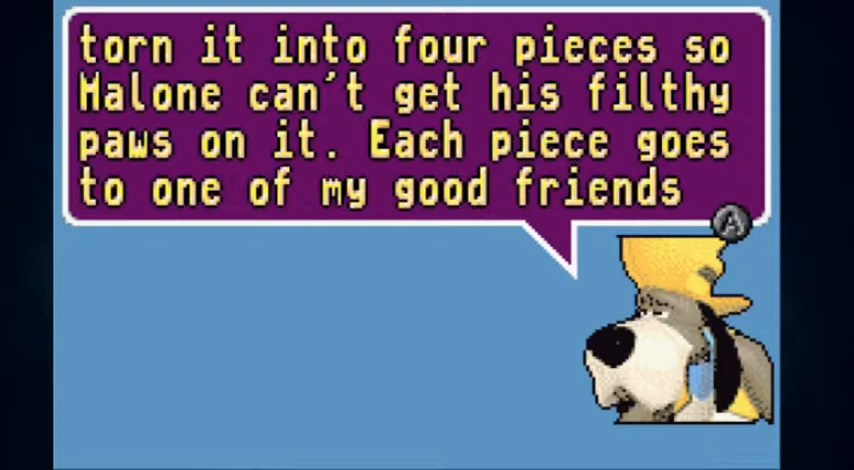 torn it into four pieces so
Malone can't get his filthy
paws on it. Each piece goes
to one of my good friends
A